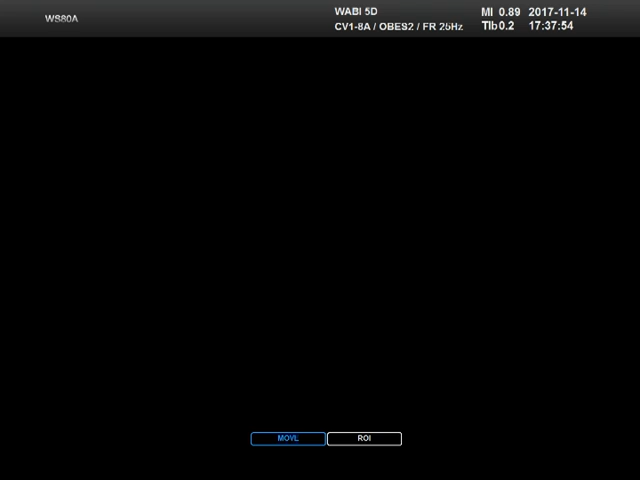 WS80A
WABI 5D
CV1-8A / OBES2 / FR 25Hz
MI 0.89 2017-11-14
TIb 0.2 17:37:54
MOVL ROI